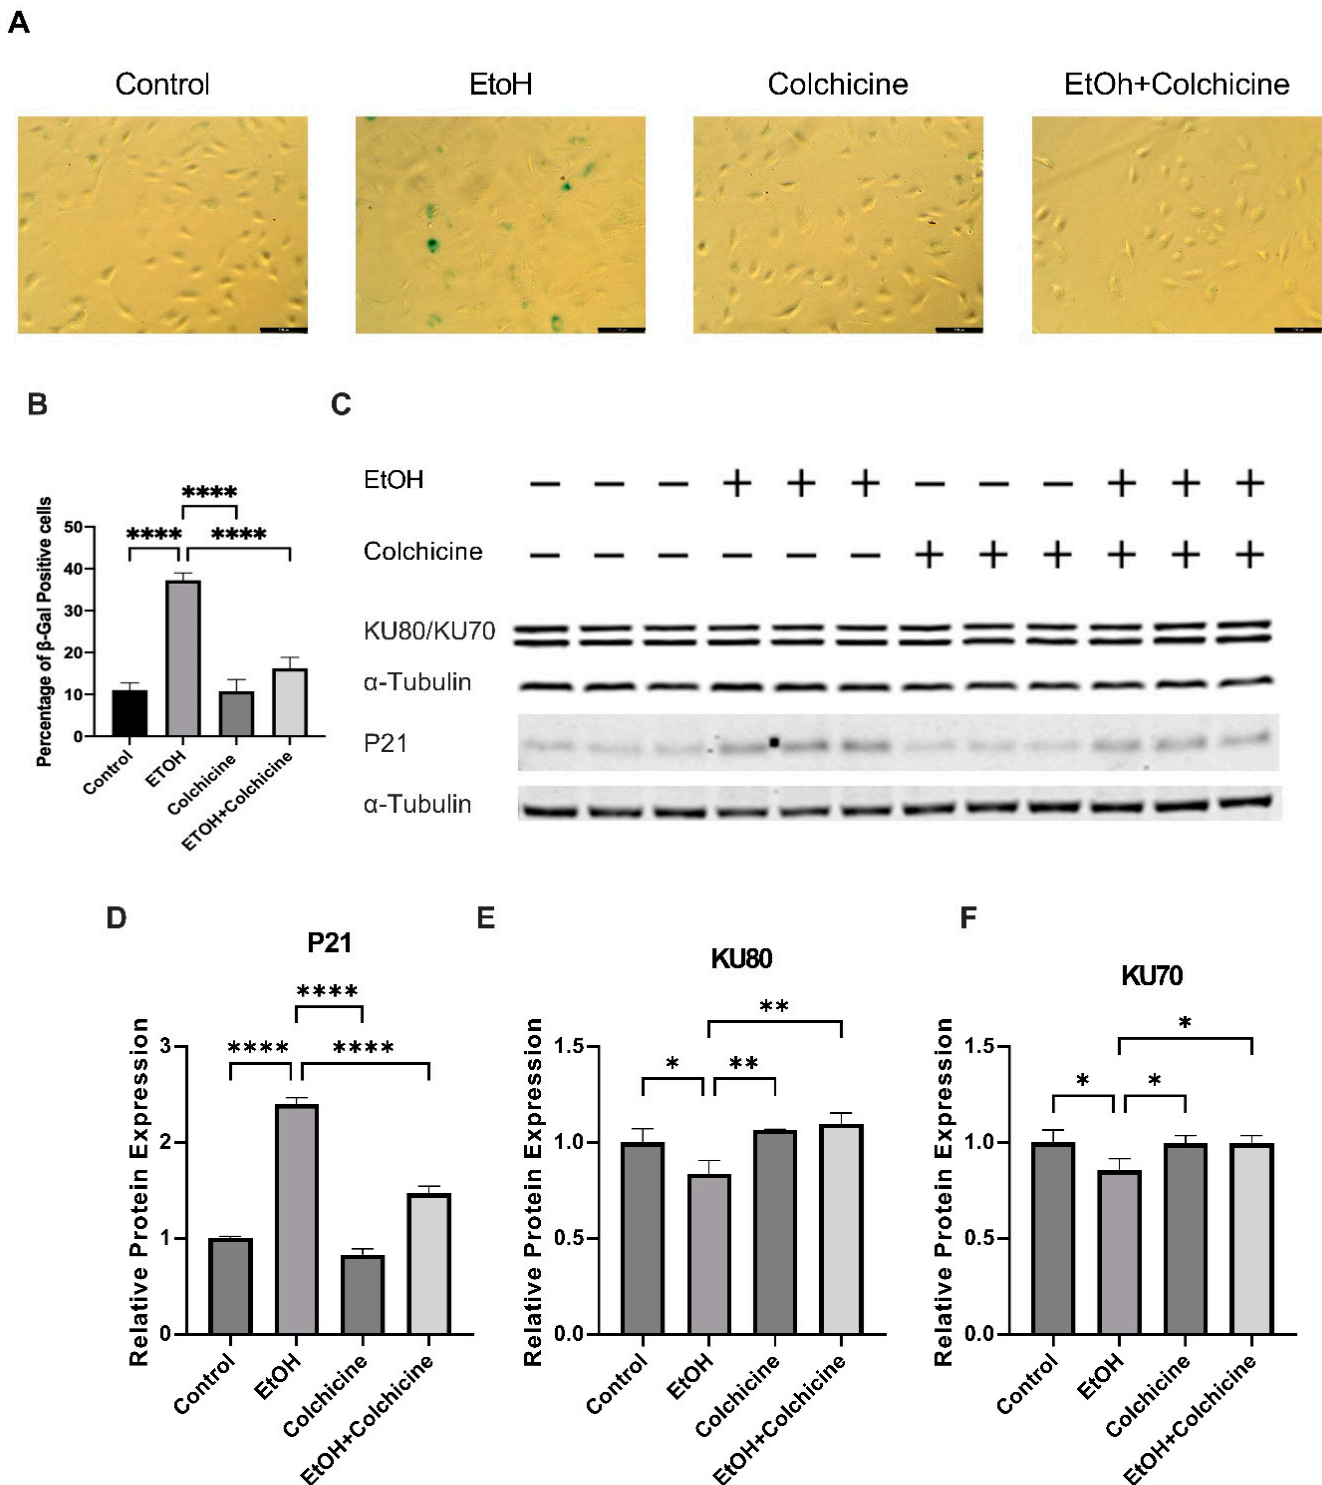 A
Control EtoH Colchicine EtOh+Colchicine
B
Percentage of β-Gal Positive cells
**** 
**** ****
50
40
30
20
10
0
Control ETOH Colchicine ETOH+Colchicine
C
EtOH − − − + + + − − − + + +
Colchicine − − − − − − + + + + + +
KU80/KU70
α-Tubulin
P21
α-Tubulin
D
P21
Relative Protein Expression
****
**** ****
3
2
1
0
Control EtOH Colchicine EtOH+Colchicine
E
KU80
Relative Protein Expression
**
* **
1.5
1.0
0.5
0.0
Control EtOH Colchicine EtOH+Colchicine
F
KU70
Relative Protein Expression
*
* *
1.5
1.0
0.5
0.0
Control EtOH Colchicine EtOH+Colchicine